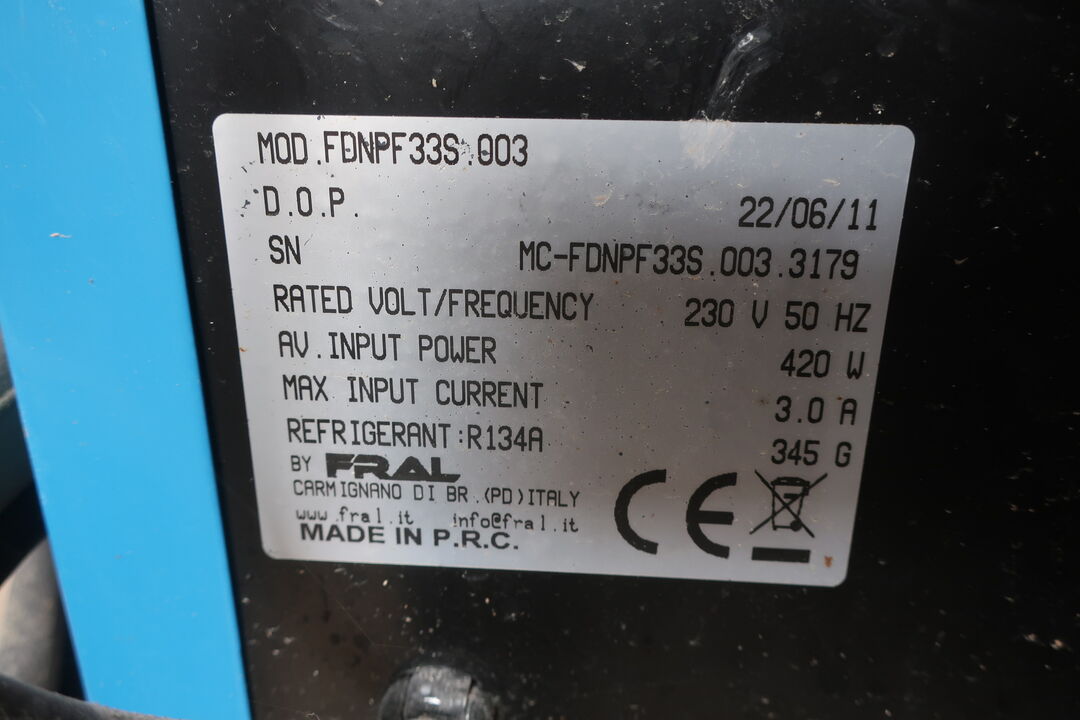 MOD.FDNPF33S.003
D.O.P. 22/06/11
SN MC-FDNPF33S.003.3179
RATED VOLT/FREQUENCY 230 V 50 HZ
AV.INPUT POWER 420 W
MAX INPUT CURRENT 3.0 A
REFRIGERANT:R134A 345 G
BY FRAL
CARMIGNANO DI BR.(PD)ITALY
www.fral.it info@fral.it
MADE IN P.R.C.
CE